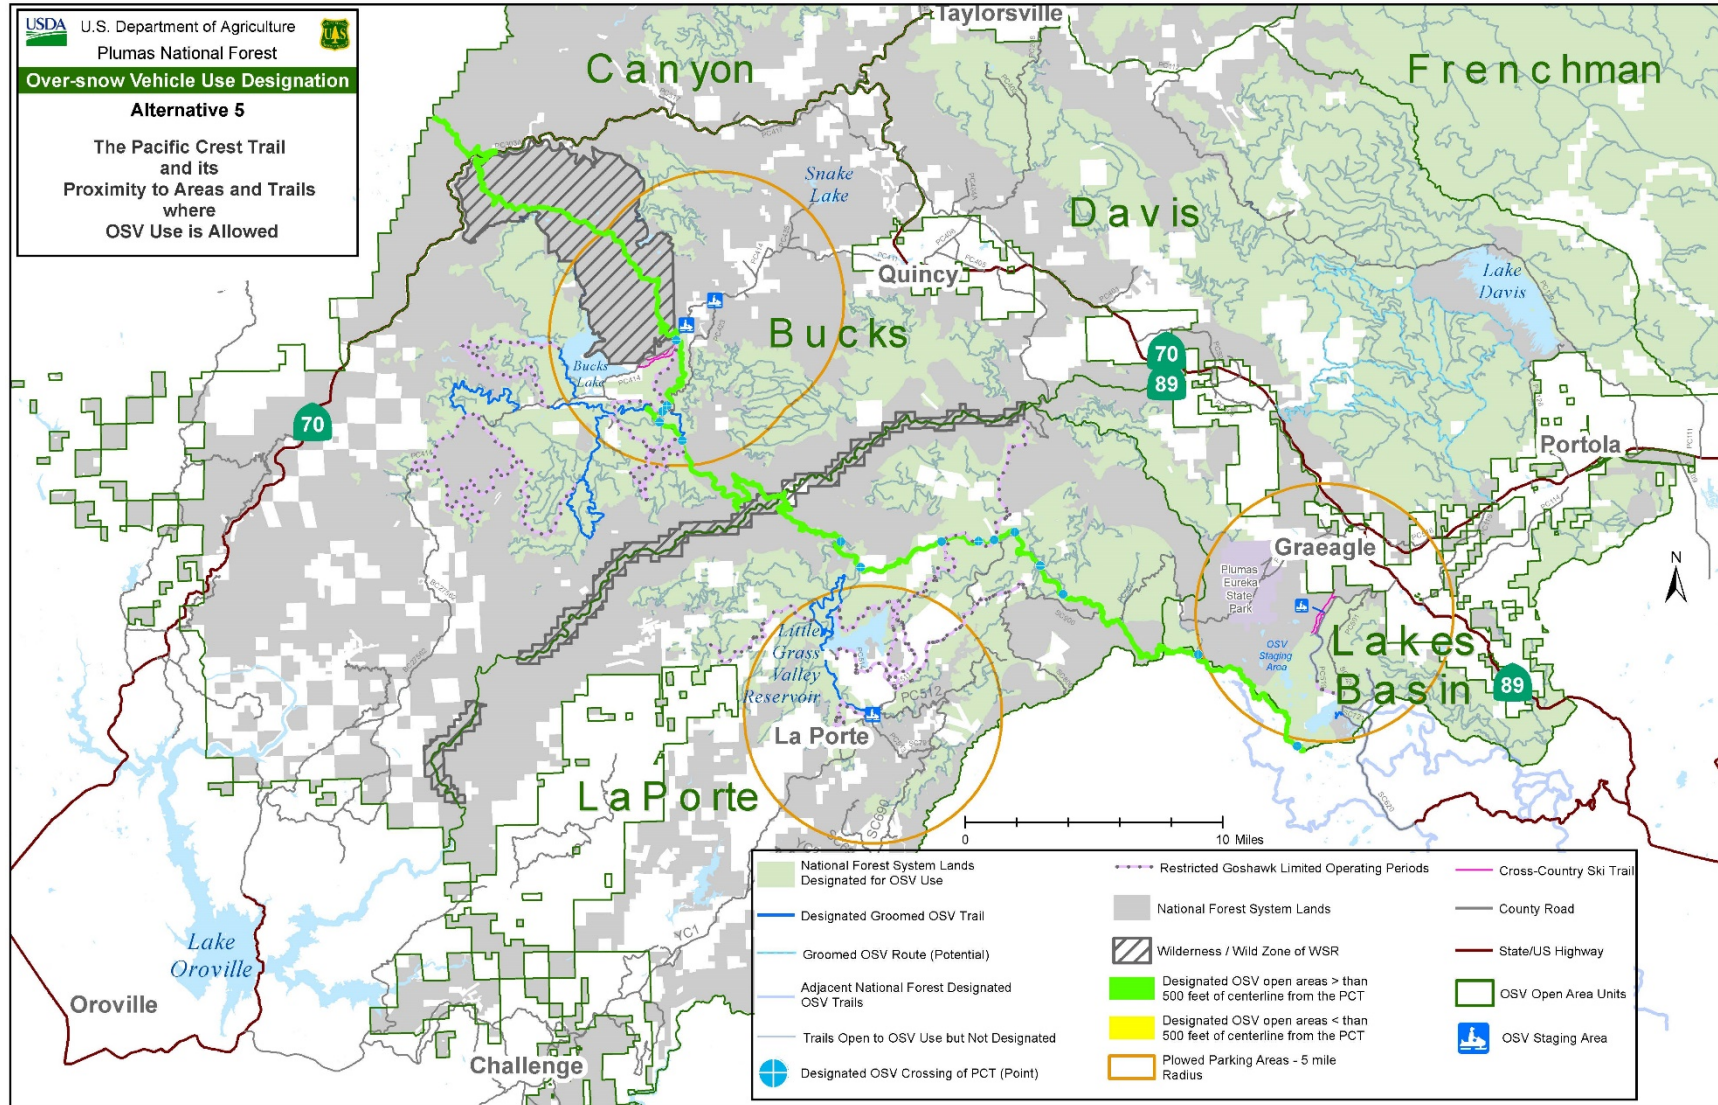 USDA
U.S. Department of Agriculture
UAS
Plumas National Forest
Over-snow Vehicle Use Designation
Alternative 5
The Pacific Crest Trail
and its
Proximity to Areas and Trails
where
OSV Use is Allowed
Taylorsville
Canyon
Frenchman
Snake
Lake
Davis
Quincy
Lake
Davis
Bucks
Bucks
Lake
PC414
70
70
89
Portola
Graeagle
Plumas
Eureka
State
Park
OSV
Staging
Area
Lakes
Basin
89
N
Little
Grass
Valley
Reservoir
PC512
La Porte
LaPorte
SC690
YC1
0
10 Miles
Lake
Oroville
Oroville
Challenge
National Forest System Lands
Designated for OSV Use
Designated Groomed OSV Trail
Groomed OSV Route (Potential)
Adjacent National Forest Designated
OSV Trails
Trails Open to OSV Use but Not Designated
Designated OSV Crossing of PCT (Point)
Restricted Goshawk Limited Operating Periods
National Forest System Lands
Wilderness / Wild Zone of WSR
Designated OSV open areas > than
500 feet of centerline from the PCT
Designated OSV open areas < than
500 feet of centerline from the PCT
Plowed Parking Areas - 5 mile
Radius
Cross-Country Ski Trail
County Road
State/US Highway
OSV Open Area Units
OSV Staging Area